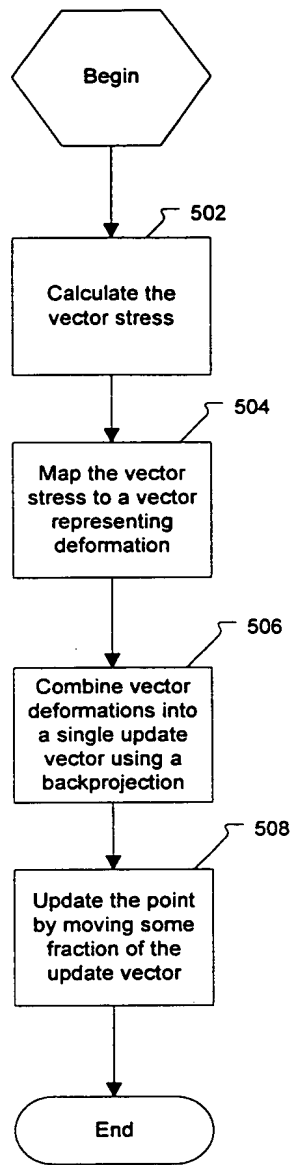 Begin
502
Calculate the
vector stress
504
Map the vector
stress to a vector
representing
deformation
506
Combine vector
deformations into
a single update
vector using a
backprojection
508
Update the point
by moving some
fraction of the
update vector
End